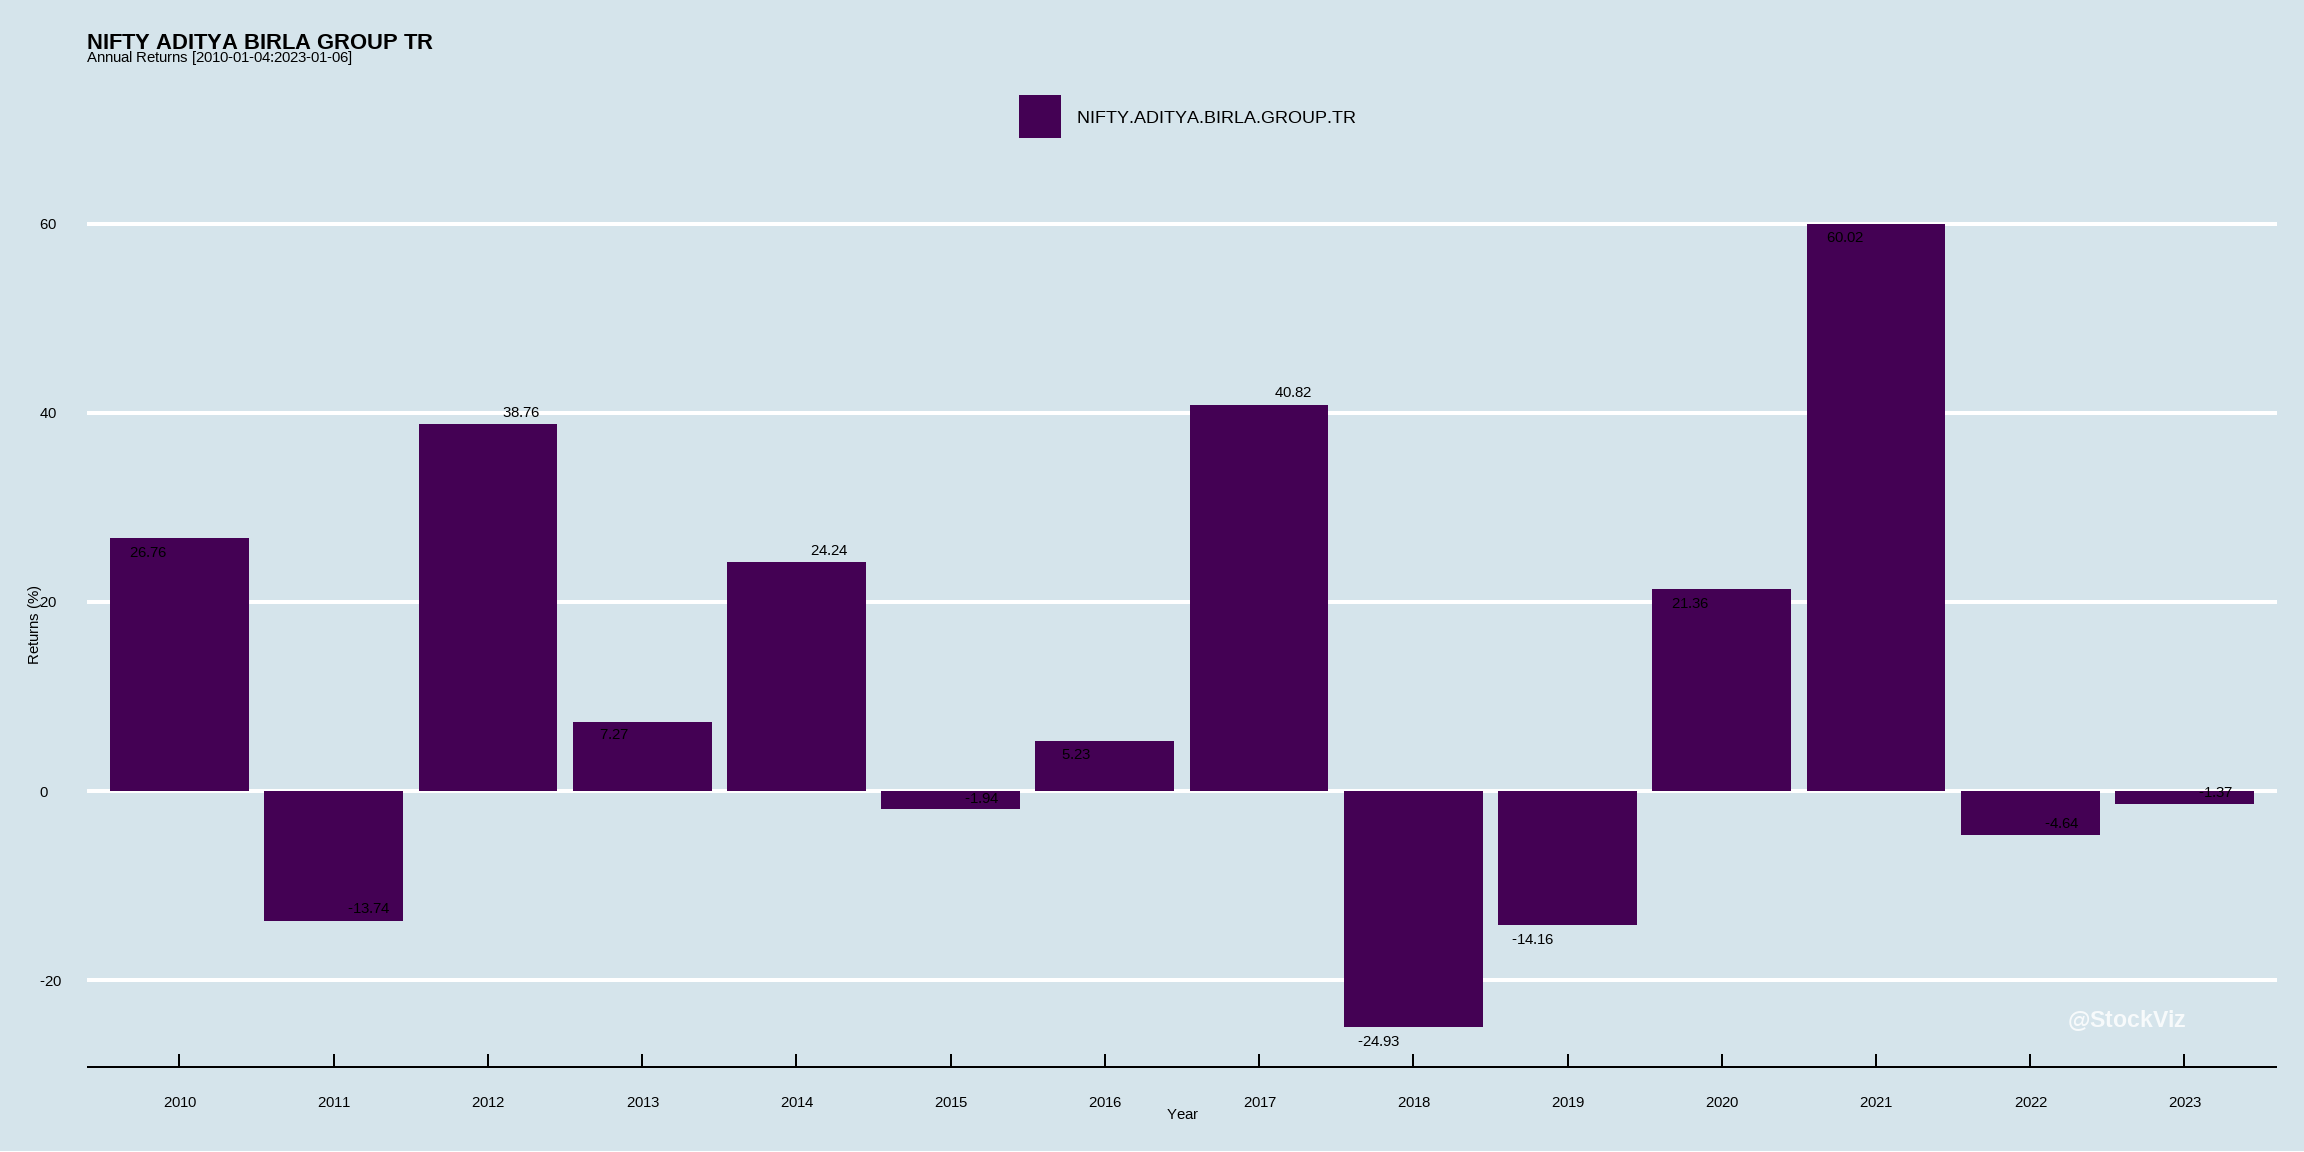 NIFTY ADITYA BIRLA GROUP TR
Annual Returns [2010-01-04:2023-01-06]
NIFTY.ADITYA.BIRLA.GROUP.TR
60
60.02
40.82
40
38.76
26.76
24.24
20
21.36
Returns (%)
7.27
5.23
0
-1.94
-1.37
-4.64
-13.74
-14.16
-20
@StockViz
-24.93
2010 2011 2012 2013 2014 2015 2016 2017 2018 2019 2020 2021 2022 2023
Year